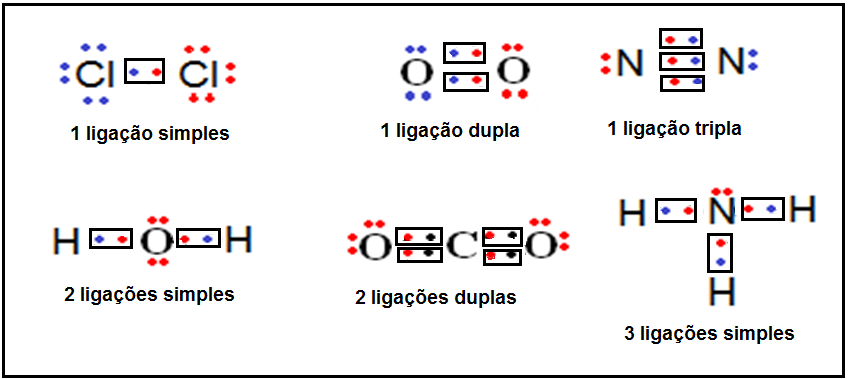 Cl Cl
1 ligação simples
O O
1 ligação dupla
N N
1 ligação tripla
H O H
2 ligações simples
O C O
2 ligações duplas
H N H
H
3 ligações simples